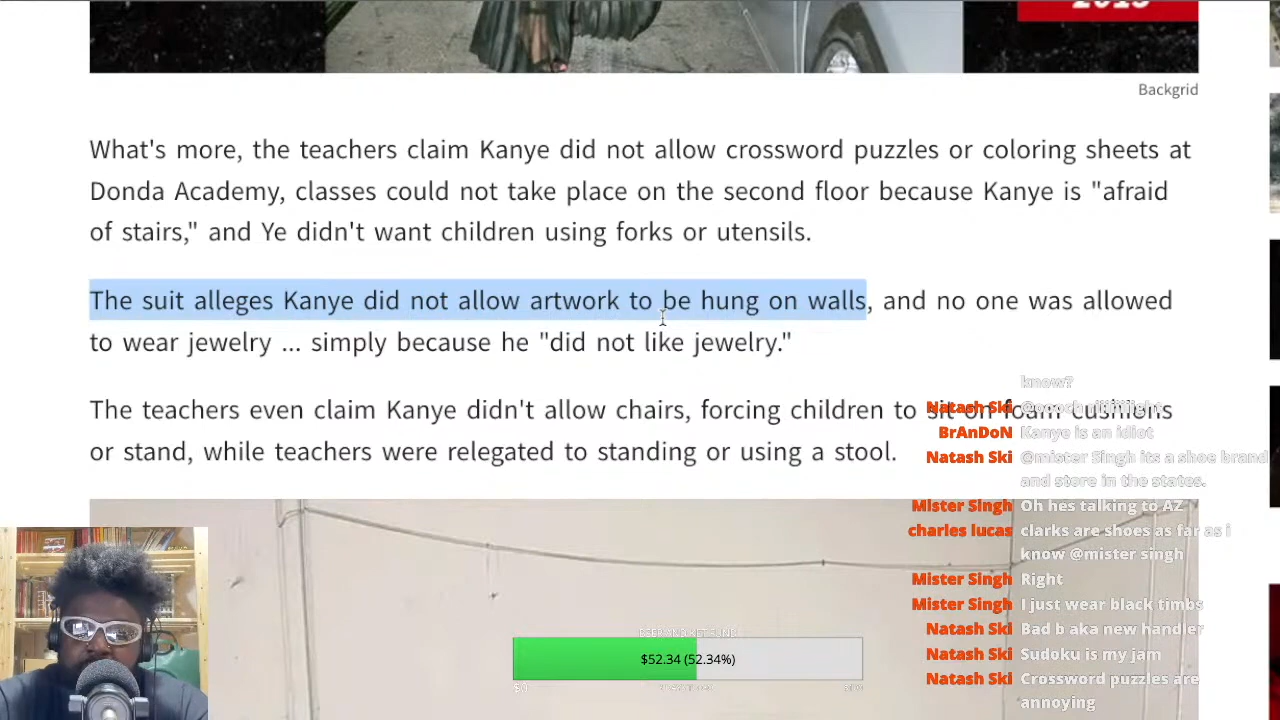 2015
Backgrid
What's more, the teachers claim Kanye did not allow crossword puzzles or coloring sheets at
Donda Academy, classes could not take place on the second floor because Kanye is "afraid
of stairs," and Ye didn't want children using forks or utensils.
The suit alleges Kanye did not allow artwork to be hung on walls, and no one was allowed
to wear jewelry ... simply because he "did not like jewelry."
The teachers even claim Kanye didn't allow chairs, forcing children to sit on foam cushions
or stand, while teachers were relegated to standing or using a stool.
know?
Natash Ski
BrAnDoN Kanye is an idiot
Natash Ski @mister Singh its a shoe brand
and store in the states.
Mister Singh Oh hes talking to AZ
charles lucas clarks are shoes as far as i
know @mister singh
Mister Singh Right
Mister Singh I just wear black timbs
Natash Ski Bad b aka new handler
Natash Ski Sudoku is my jam
Natash Ski Crossword puzzles are
annoying
$52.34 (52.34%)
$0